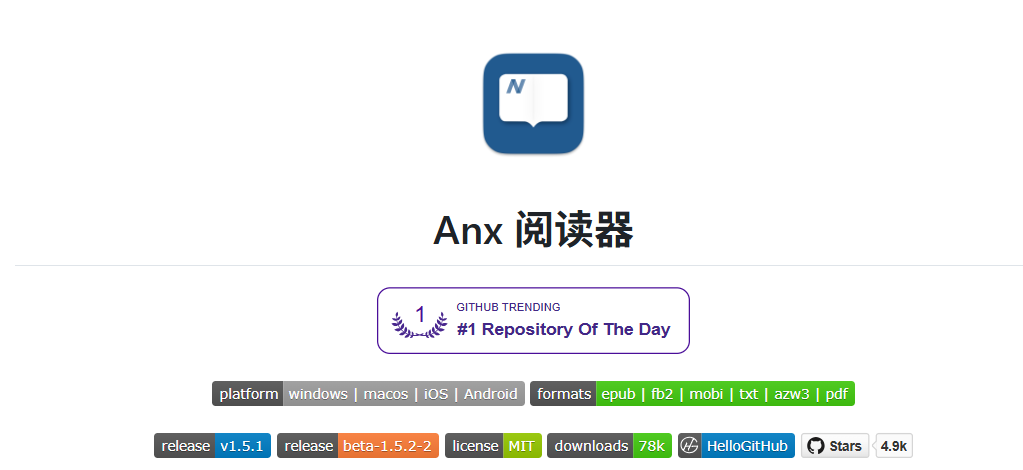 N
Anx 阅读器
1
GITHUB TRENDING
#1 Repository Of The Day
platform windows | macos | iOS | Android formats epub | fb2 | mobi | txt | azw3 | pdf
release v1.5.1 release beta-1.5.2-2 license MIT downloads 78k HelloGitHub Stars 4.9k